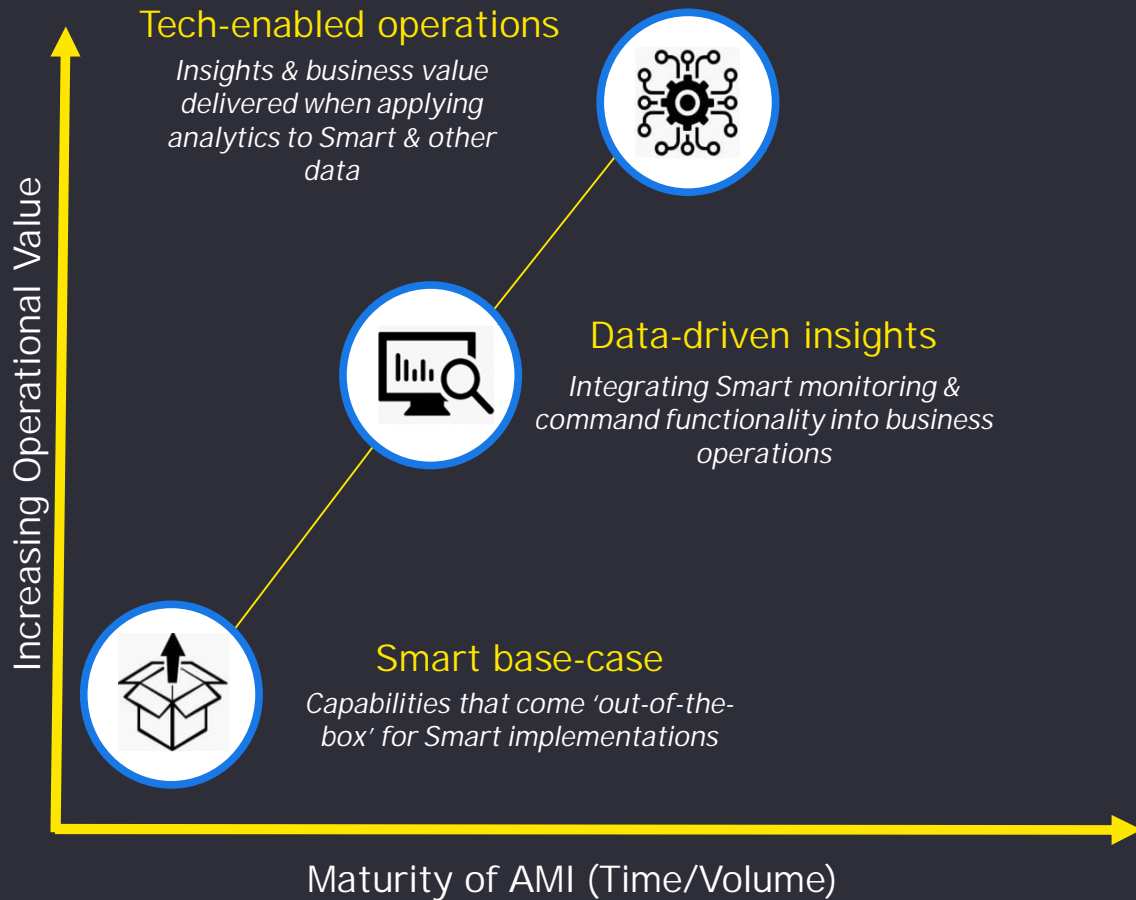 Tech-enabled operations
Insights & business value
delivered when applying
analytics to Smart & other
data
Increasing Operational Value
Data-driven insights
Integrating Smart monitoring &
command functionality into business
operations
Smart base-case
Capabilities that come ‘out-of-the-
box’ for Smart implementations
Maturity of AMI (Time/Volume)